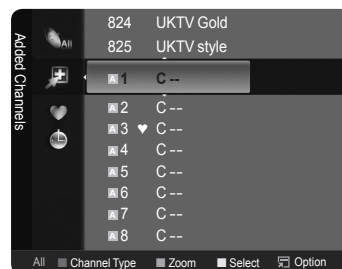 Added Channels
All
824 UKTV Gold
825 UKTV style
A 1 C --
A 2 C --
A 3 ♥ C --
A 4 C --
A 5 C --
A 6 C --
A 7 C --
A 8 C --
All Channel Type Zoom Select Option